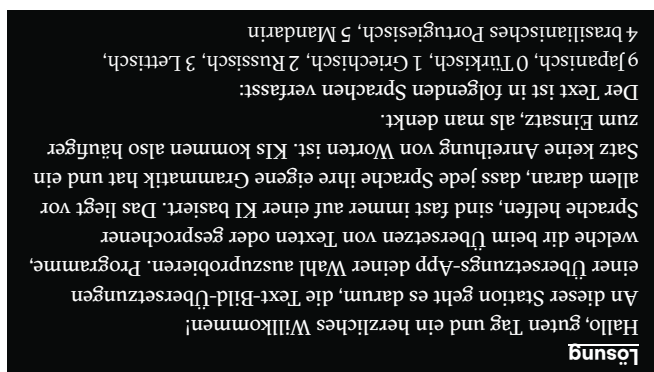 Lösung
Hallo, guten Tag und ein herzliches Willkommen!
An dieser Station geht es darum, die Text-Bild-Übersetzungen
einer Übersetzungs-App deiner Wahl auszuprobieren. Programme,
welche dir beim Übersetzen von Texten oder gesprochener
Sprache helfen, sind fast immer auf einer KI basiert. Das liegt vor
allem daran, dass jede Sprache ihre eigene Grammatik hat und ein
Satz keine Anreihung von Worten ist. KIs kommen also häufiger
zum Einsatz, als man denkt.
Der Text ist in folgenden Sprachen verfasst:
9 Japanisch, 0 Türkisch, 1 Griechisch, 2 Russisch, 3 Lettisch,
4 brasilianisches Portugiesisch, 5 Mandarin